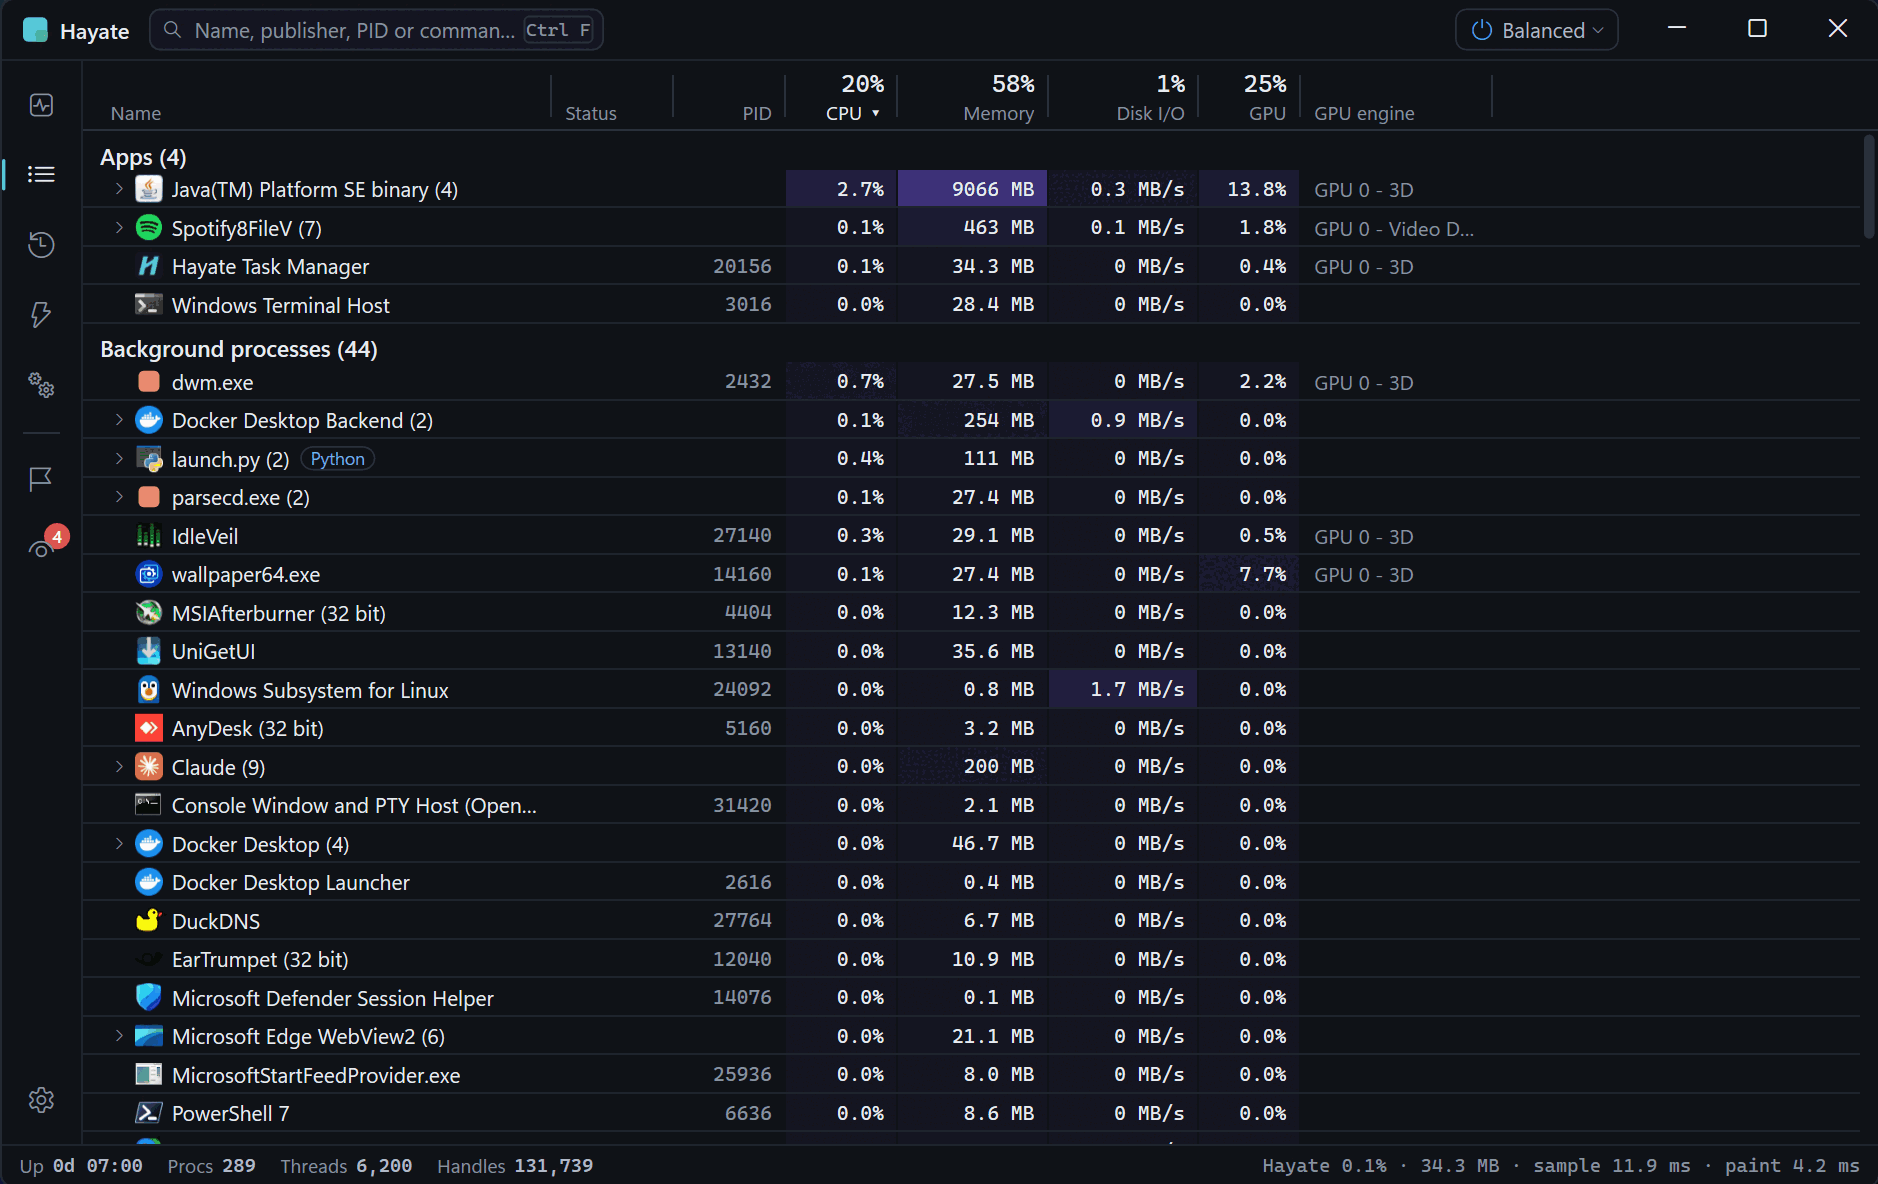 Hayate Name, publisher, PID or comman... Ctrl F Balanced
20% 58% 1% 25%
Name Status PID CPU ▼ Memory Disk I/O GPU GPU engine
Apps (4)
Java(TM) Platform SE binary (4) 2.7% 9066 MB 0.3 MB/s 13.8% GPU 0 - 3D
Spotify8FileV (7) 0.1% 463 MB 0.1 MB/s 1.8% GPU 0 - Video D...
Hayate Task Manager 20156 0.1% 34.3 MB 0 MB/s 0.4% GPU 0 - 3D
Windows Terminal Host 3016 0.0% 28.4 MB 0 MB/s 0.0%
Background processes (44)
dwm.exe 2432 0.7% 27.5 MB 0 MB/s 2.2% GPU 0 - 3D
Docker Desktop Backend (2) 0.1% 254 MB 0.9 MB/s 0.0%
launch.py (2) Python 0.4% 111 MB 0 MB/s 0.0%
parsecd.exe (2) 0.1% 27.4 MB 0 MB/s 0.0%
IdleVeil 27140 0.3% 29.1 MB 0 MB/s 0.5% GPU 0 - 3D
wallpaper64.exe 14160 0.1% 27.4 MB 0 MB/s 7.7% GPU 0 - 3D
4
MSIAfterburner (32 bit) 4404 0.0% 12.3 MB 0 MB/s 0.0%
UniGetUI 13140 0.0% 35.6 MB 0 MB/s 0.0%
Windows Subsystem for Linux 24092 0.0% 0.8 MB 1.7 MB/s 0.0%
AnyDesk (32 bit) 5160 0.0% 3.2 MB 0 MB/s 0.0%
Claude (9) 0.0% 200 MB 0 MB/s 0.0%
Console Window and PTY Host (Open... 31420 0.0% 2.1 MB 0 MB/s 0.0%
Docker Desktop (4) 0.0% 46.7 MB 0 MB/s 0.0%
Docker Desktop Launcher 2616 0.0% 0.4 MB 0 MB/s 0.0%
DuckDNS 27764 0.0% 6.7 MB 0 MB/s 0.0%
EarTrumpet (32 bit) 12040 0.0% 10.9 MB 0 MB/s 0.0%
Microsoft Defender Session Helper 14076 0.0% 0.1 MB 0 MB/s 0.0%
Microsoft Edge WebView2 (6) 0.0% 21.1 MB 0 MB/s 0.0%
MicrosoftStartFeedProvider.exe 25936 0.0% 8.0 MB 0 MB/s 0.0%
PowerShell 7 6636 0.0% 8.6 MB 0 MB/s 0.0%
Up 0d 07:00 Procs 289 Threads 6,200 Handles 131,739 Hayate 0.1% · 34.3 MB · sample 11.9 ms · paint 4.2 ms